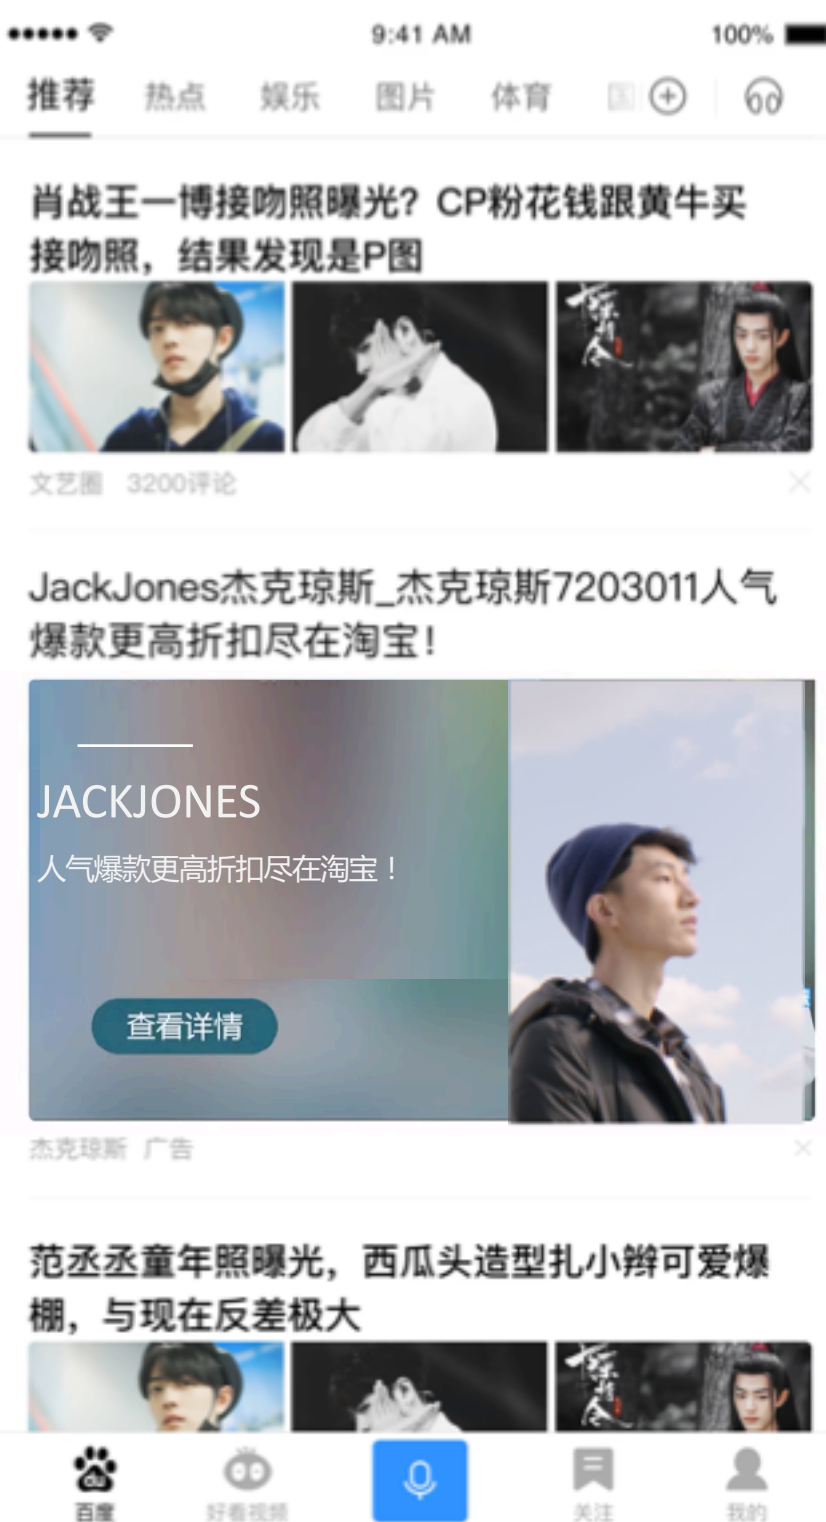 9:41 AM 100%
推荐 热点 娱乐 图片 体育
肖战王一博接吻照曝光？CP粉花钱跟黄牛买
接吻照，结果发现是P图
陈情令
文艺圈 3200评论
JackJones杰克琼斯_杰克琼斯7203011人气
爆款更高折扣尽在淘宝！
JACKJONES
人气爆款更高折扣尽在淘宝！
查看详情
杰克琼斯 广告
范丞丞童年照曝光，西瓜头造型扎小辫可爱爆
棚，与现在反差极大
陈情令
du
百度 好看视频 关注 我的